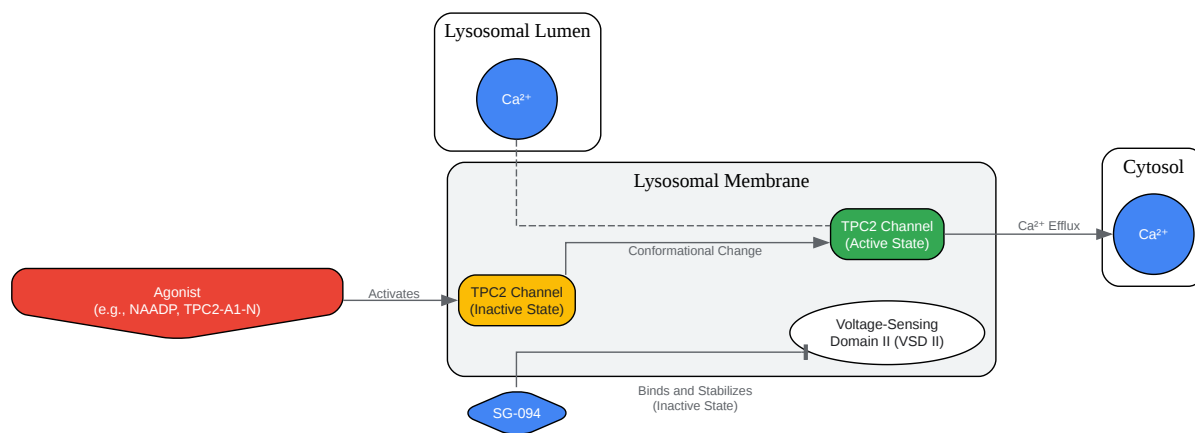 Lysosomal Lumen
Ca²⁺
Lysosomal Membrane
Cytosol
TPC2 Channel
(Active State)
Ca²⁺ Efflux
Ca²⁺
Conformational Change
Agonist
(e.g., NAADP, TPC2-A1-N)
Activates
TPC2 Channel
(Inactive State)
Voltage-Sensing
Domain II (VSD II)
Binds and Stabilizes
(Inactive State)
SG-094